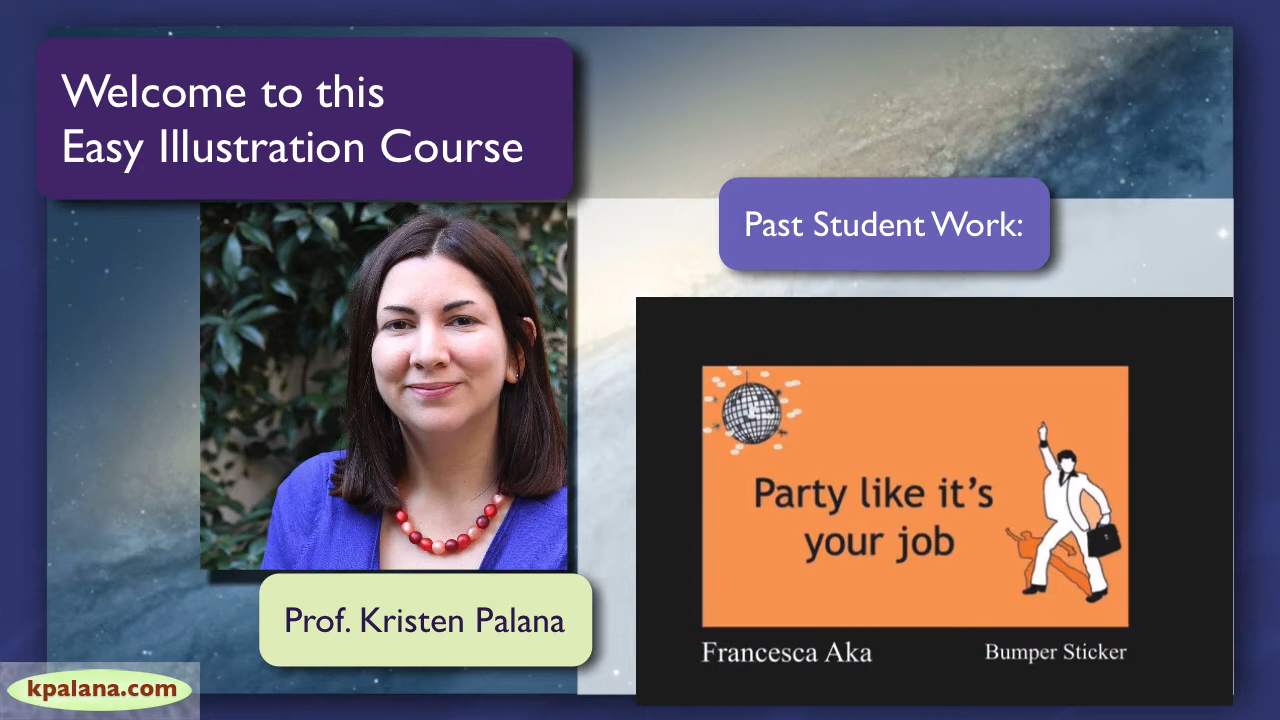 Welcome to this
Easy Illustration Course
Past Student Work:
Party like it's
your job
Prof. Kristen Palana
Francesca Aka
Bumper Sticker
kpalana.com